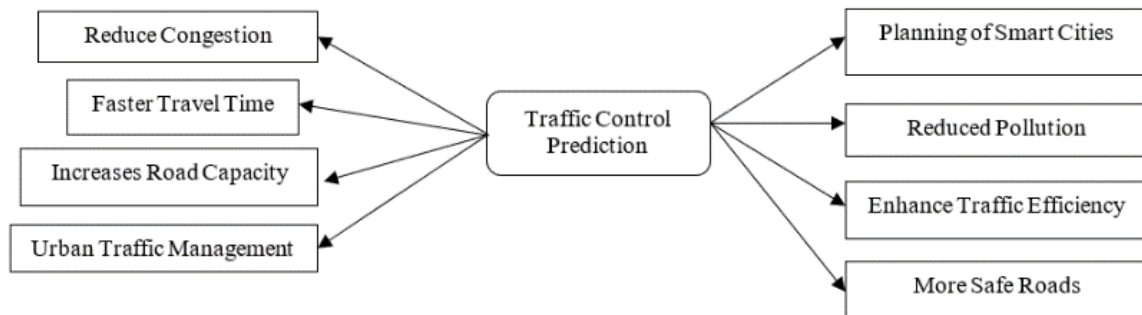 Reduce Congestion
Faster Travel Time
Increases Road Capacity
Urban Traffic Management
Traffic Control
Prediction
Planning of Smart Cities
Reduced Pollution
Enhance Traffic Efficiency
More Safe Roads